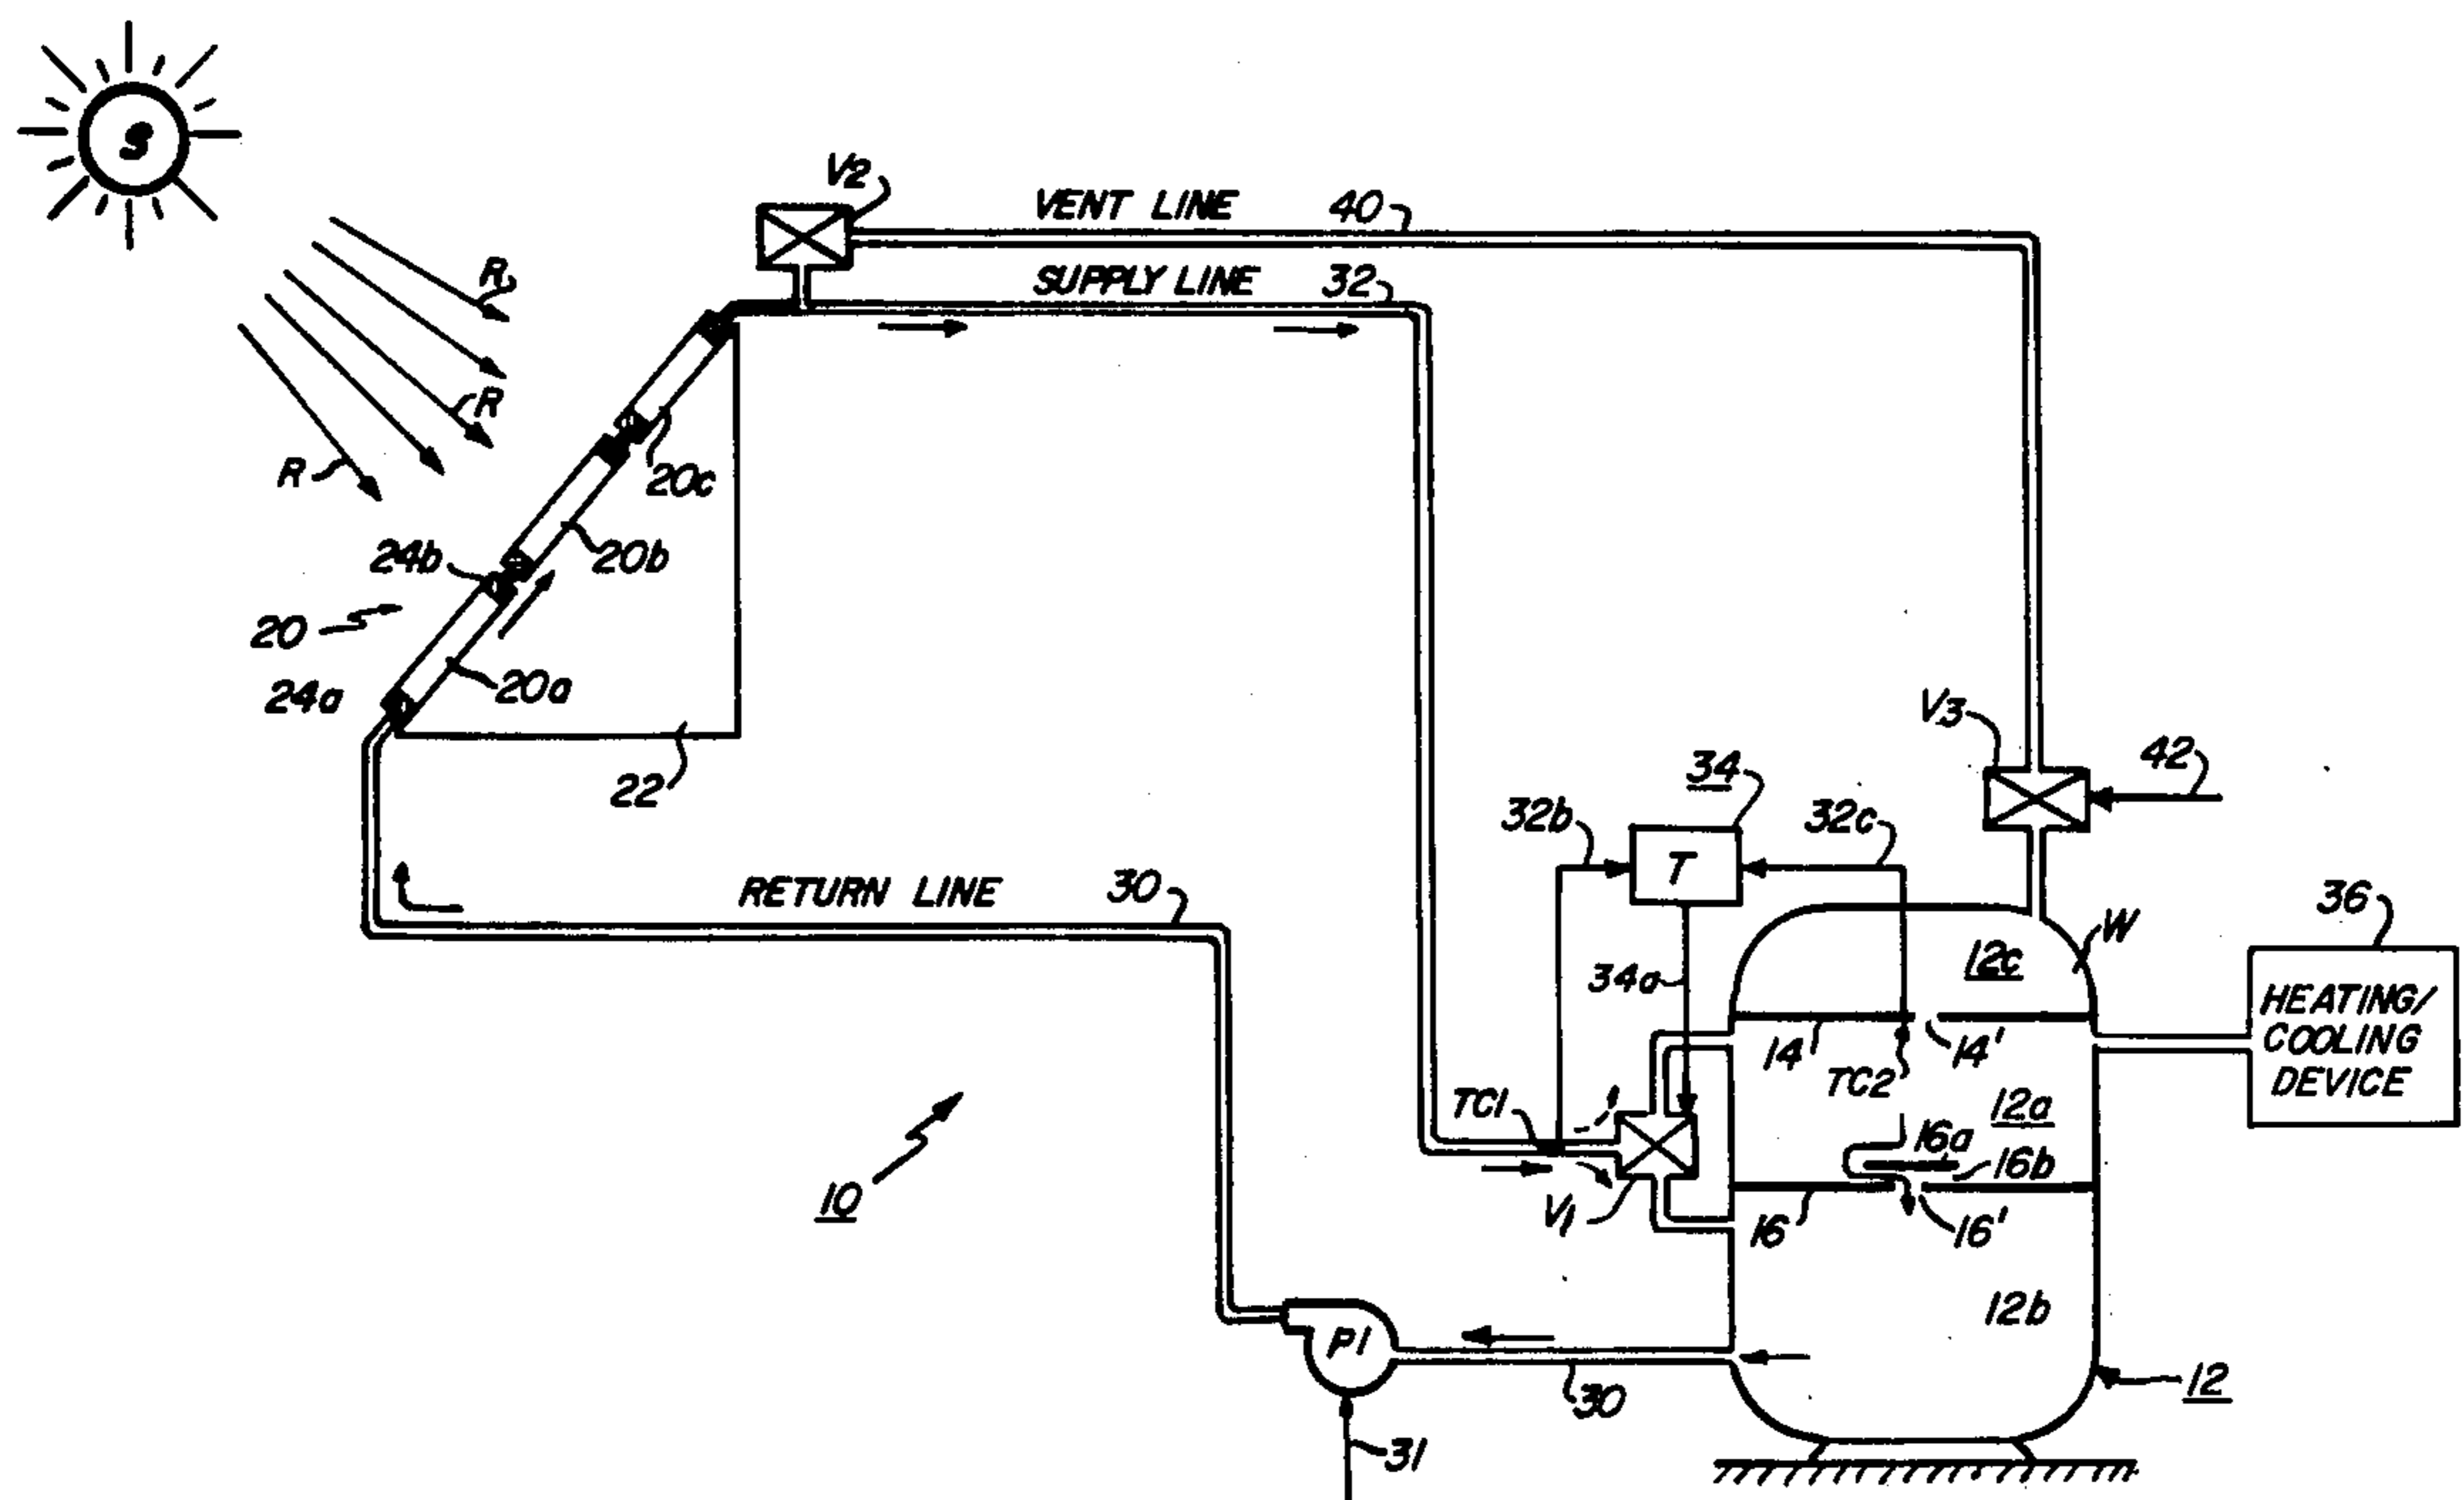 S
V2
VENT LINE
40
R
SUPPLY LINE
32
R
R
20c
24b
20b
20
24a
20a
22
V3
42
34
32b
T
32c
RETURN LINE
30
36
W
12c
34a
HEATING/
COOLING
DEVICE
14
14'
TC2
TC1
12a
16a
16b
10
V1
16
16'
12b
P1
30
12
31